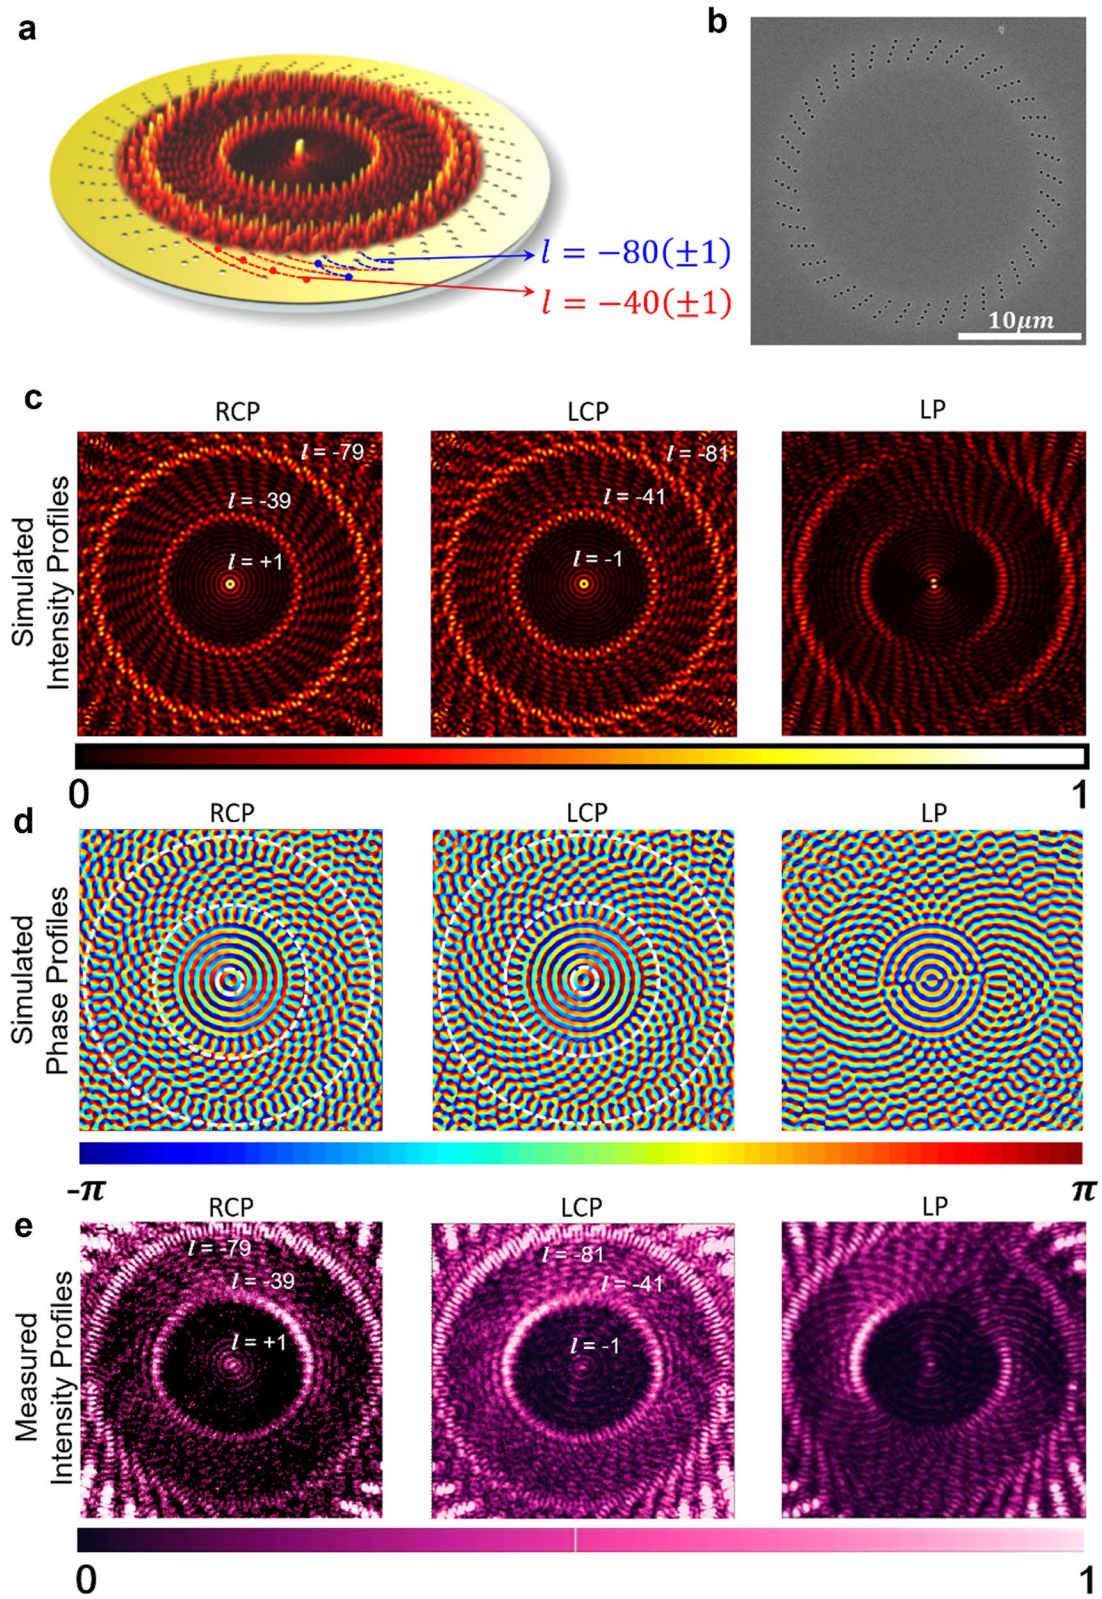 a
b
l = −80(±1)
l = −40(±1)
10μm
c
RCP
LCP
LP
Simulated
Intensity Profiles
l = -79
l = -39
l = +1
l = -81
l = -41
l = -1
0
1
d
RCP
LCP
LP
Simulated
Phase Profiles
-π
π
e
RCP
LCP
LP
Measured
Intensity Profiles
l = -79
l = -39
l = +1
l = -81
l = -41
l = -1
0
1